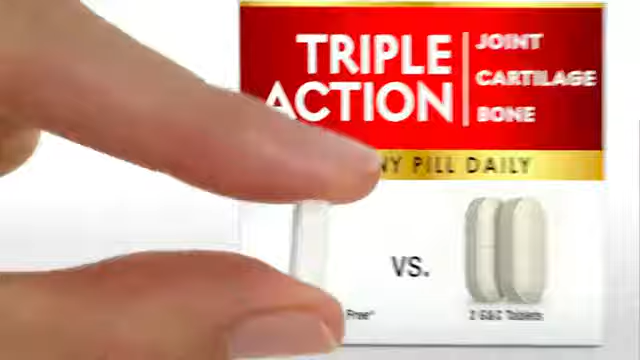 TRIPLE
ACTION
JOINT
CARTILAGE
BONE
NY PILL DAILY
VS.
Free*
2 G&C Tablets